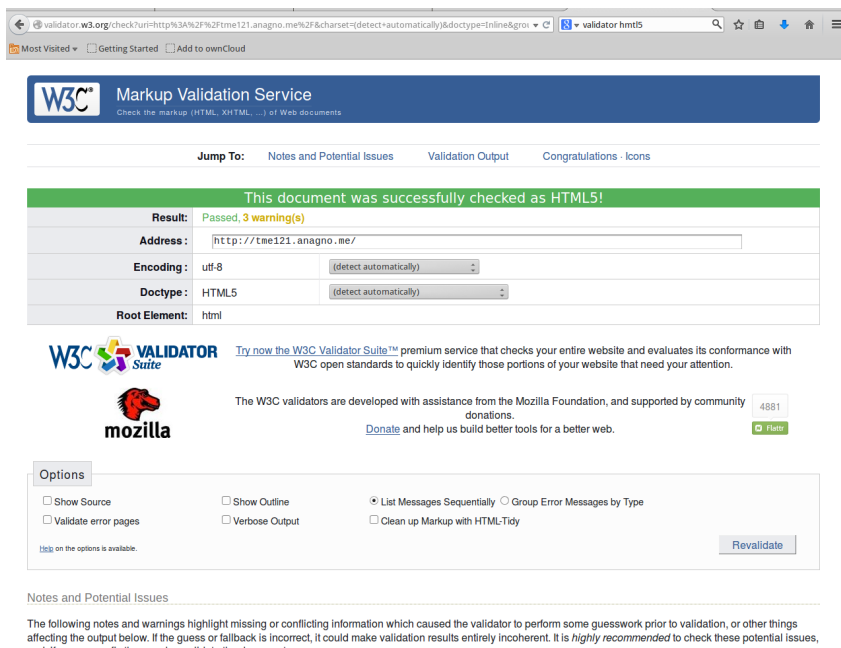 validator.w3.org/check?uri=http%3A%2F%2Ftme121.anagno.me%2F&charset=(detect+automatically)&doctype=Inline&grou
validator hmtl5
Most Visited
Getting Started
Add to ownCloud
W3C® Markup Validation Service
Check the markup (HTML, XHTML, …) of Web documents
Jump To: Notes and Potential Issues Validation Output Congratulations · Icons
This document was successfully checked as HTML5!
Result: Passed, 3 warning(s)
Address : http://tme121.anagno.me/
Encoding : utf-8 (detect automatically)
Doctype : HTML5 (detect automatically)
Root Element: html
W3C VALIDATOR Suite
Try now the W3C Validator Suite™ premium service that checks your entire website and evaluates its conformance with
W3C open standards to quickly identify those portions of your website that need your attention.
mozilla
The W3C validators are developed with assistance from the Mozilla Foundation, and supported by community
donations.
Donate and help us build better tools for a better web.
4881
Flattr
Options
Show Source Show Outline List Messages Sequentially Group Error Messages by Type
Validate error pages Verbose Output Clean up Markup with HTML-Tidy
Help on the options is available.
Revalidate
Notes and Potential Issues
The following notes and warnings highlight missing or conflicting information which caused the validator to perform some guesswork prior to validation, or other things
affecting the output below. If the guess or fallback is incorrect, it could make validation results entirely incoherent. It is highly recommended to check these potential issues,